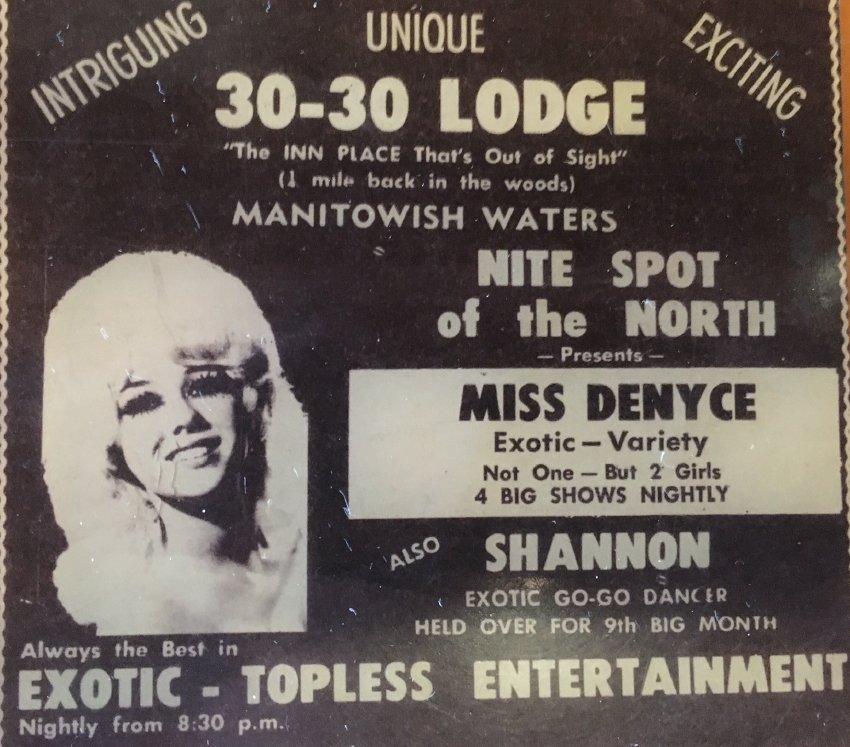 INTRIGUING UNIQUE EXCITING
30-30 LODGE
"The INN PLACE That's Out of Sight"
(1 mile back in the woods)
MANITOWISH WATERS
NITE SPOT
of the NORTH
— Presents —
MISS DENYCE
Exotic — Variety
Not One — But 2 Girls
4 BIG SHOWS NIGHTLY
ALSO SHANNON
EXOTIC GO-GO DANCER
HELD OVER FOR 9th BIG MONTH
Always the Best in
EXOTIC - TOPLESS ENTERTAINMENT
Nightly from 8:30 p.m.